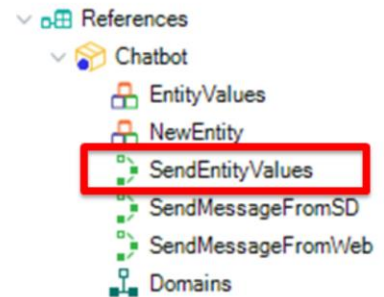 References
Chatbot
EntityValues
NewEntity
SendEntityValues
SendMessageFromSD
SendMessageFromWeb
Domains